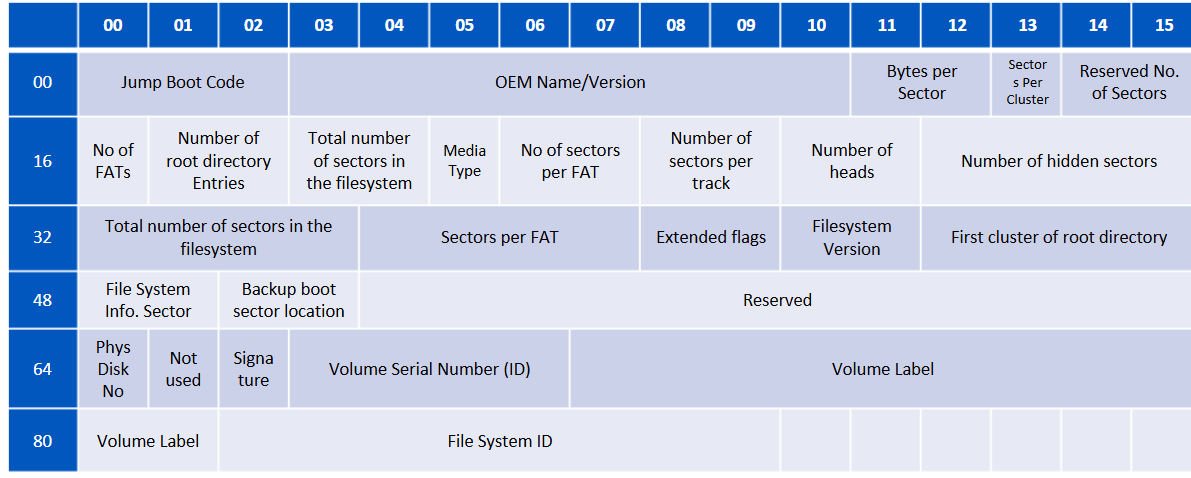 00 01 02 03 04 05 06 07 08 09 10 11 12 13 14 15
00
Jump Boot Code
OEM Name/Version
Bytes per
Sector
Sector
s Per
Cluster
Reserved No.
of Sectors
16
No of
FATs
Number of
root directory
Entries
Total number
of sectors in
the filesystem
Media
Type
No of sectors
per FAT
Number of
sectors per
track
Number of
heads
Number of hidden sectors
32
Total number of sectors in the
filesystem
Sectors per FAT
Extended flags
Filesystem
Version
First cluster of root directory
48
File System
Info. Sector
Backup boot
sector location
Reserved
64
Phys
Disk
No
Not
used
Signa
ture
Volume Serial Number (ID)
Volume Label
80
Volume Label
File System ID